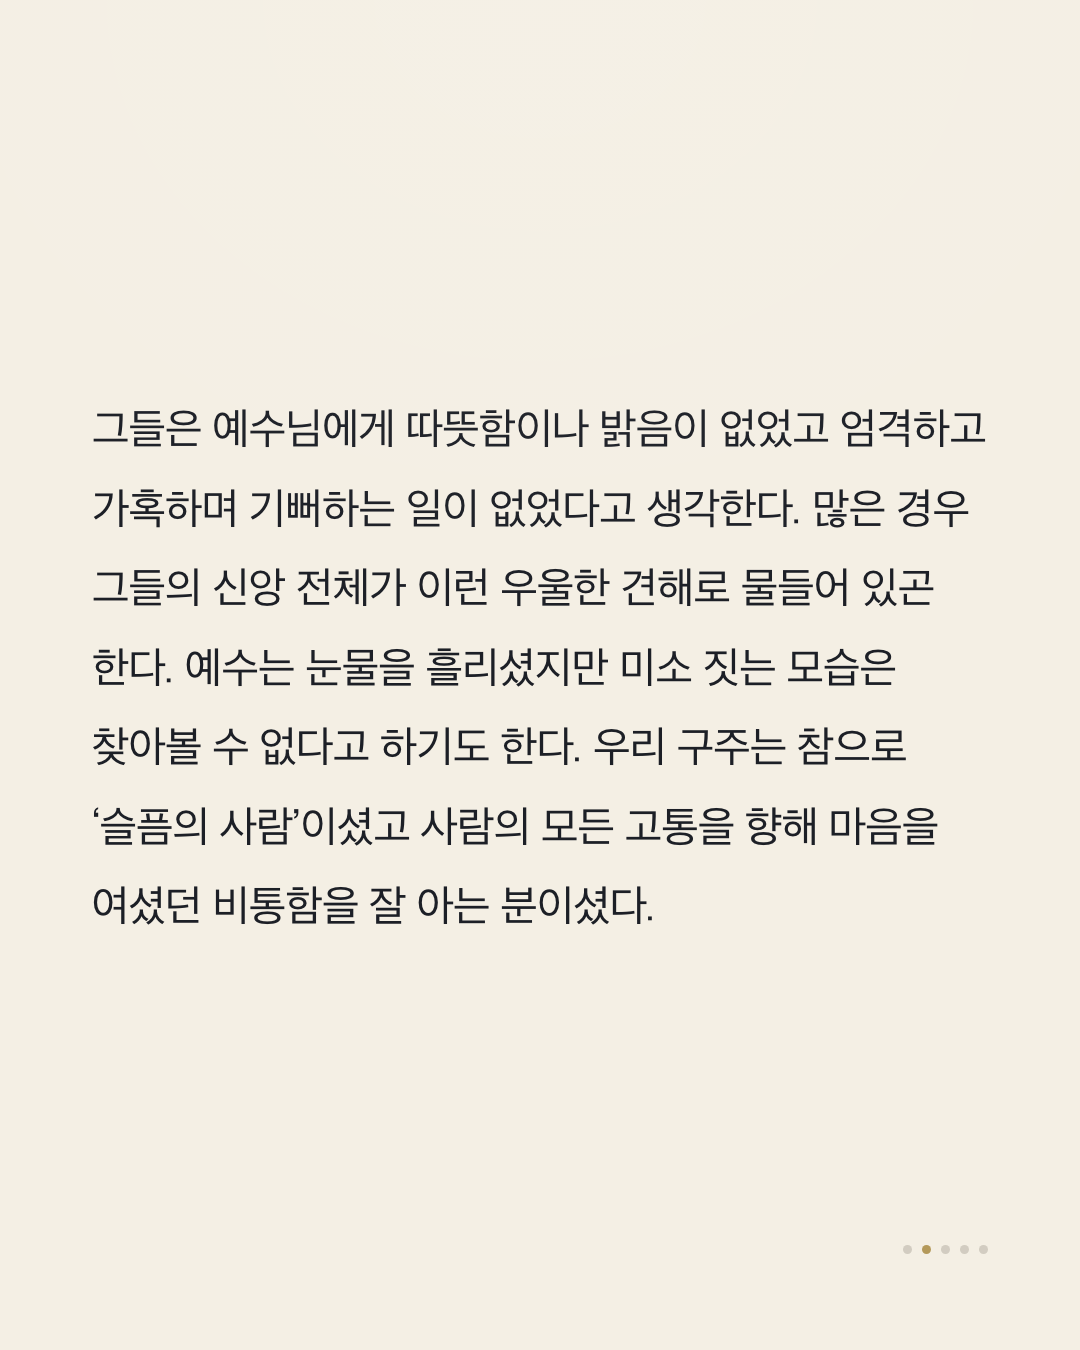 그들은 예수님에게 따뜻함이나 밝음이 없었고 엄격하고
가혹하며 기뻐하는 일이 없었다고 생각한다. 많은 경우
그들의 신앙 전체가 이런 우울한 견해로 물들어 있곤
한다. 예수는 눈물을 흘리셨지만 미소 짓는 모습은
찾아볼 수 없다고 하기도 한다. 우리 구주는 참으로
‘슬픔의 사람’이셨고 사람의 모든 고통을 향해 마음을
여셨던 비통함을 잘 아는 분이셨다.